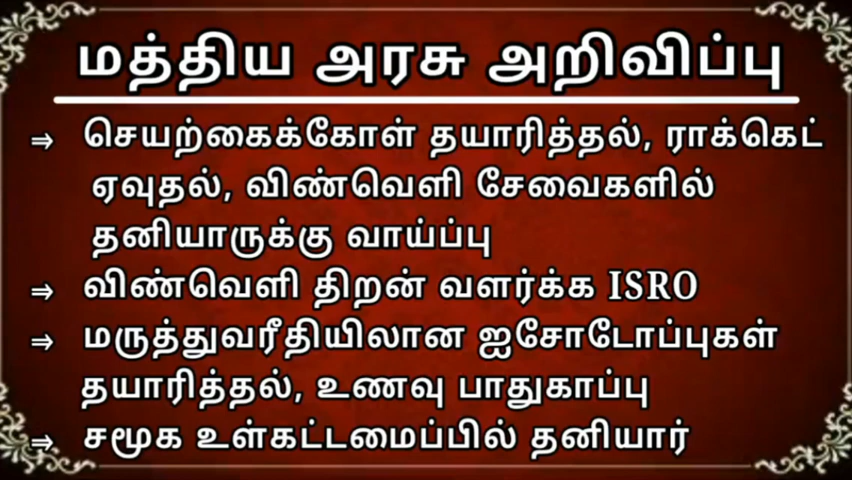 மத்திய அரசு அறிவிப்பு
⇒ செயற்கைக்கோள் தயாரித்தல், ராக்கெட்
ஏவுதல், விண்வெளி சேவைகளில்
தனியாருக்கு வாய்ப்பு
⇒ விண்வெளி திறன் வளர்க்க ISRO
⇒ மருத்துவரீதியிலான ஐசோடோப்புகள்
தயாரித்தல், உணவு பாதுகாப்பு
⇒ சமூக உள்கட்டமைப்பில் தனியார்